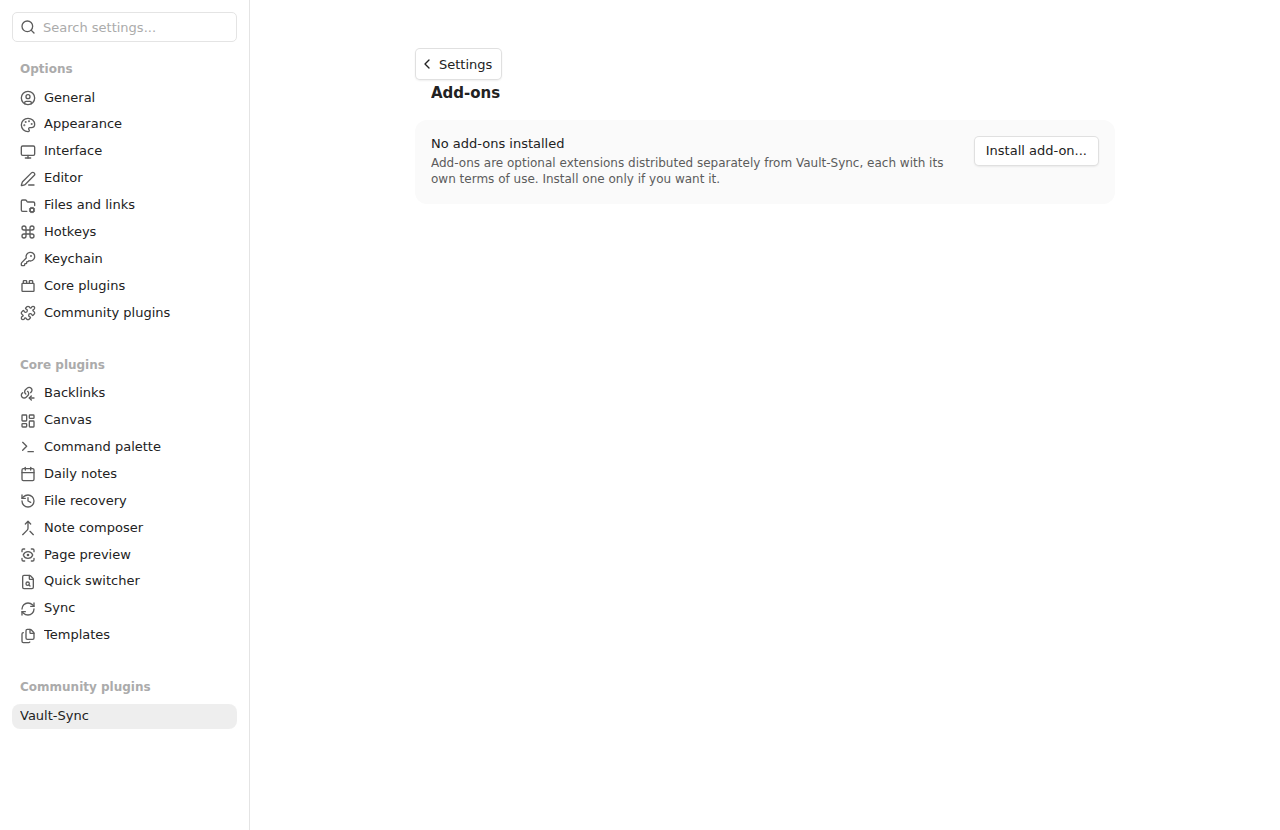 Search settings...
Options
General
Appearance
Interface
Editor
Files and links
Hotkeys
Keychain
Core plugins
Community plugins
Core plugins
Backlinks
Canvas
Command palette
Daily notes
File recovery
Note composer
Page preview
Quick switcher
Sync
Templates
Community plugins
Vault-Sync
Settings
Add-ons
No add-ons installed
Add-ons are optional extensions distributed separately from Vault-Sync, each with its
own terms of use. Install one only if you want it.
Install add-on...